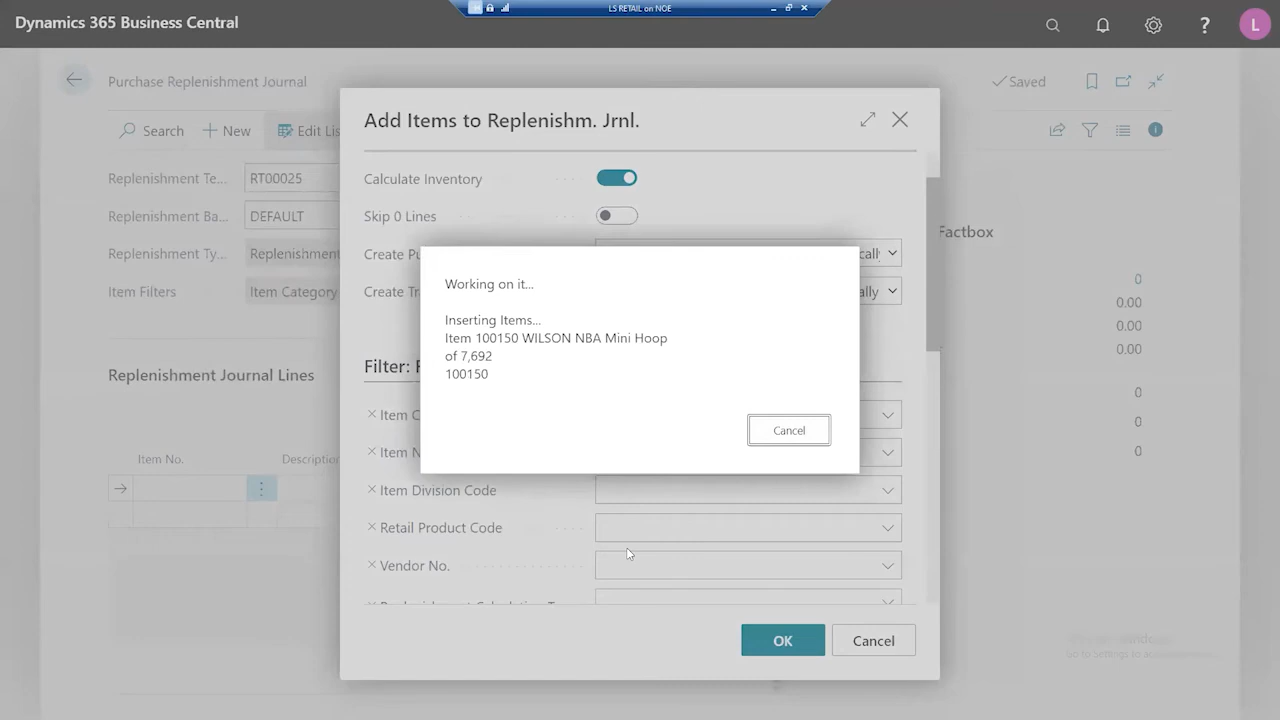 LS RETAIL on NOE
Dynamics 365 Business Central
?
L
Purchase Replenishment Journal
Saved
Search
New
Edit Lis
Replenishment Te...
RT00025
Replenishment Ba...
DEFAULT
Replenishment Ty...
Replenishment
Item Filters
Item Category
Replenishment Journal Lines
Item No.
Description
Factbox
0
0.00
0.00
0.00
0
0
0
Add Items to Replenishm. Jrnl.
Calculate Inventory
Skip 0 Lines
Create Pu
Create Tra
ally
Filter:
Item C
Item N
Item Division Code
Retail Product Code
Vendor No.
OK
Cancel
Working on it...
Inserting Items...
Item 100150 WILSON NBA Mini Hoop
of 7,692
100150
Cancel